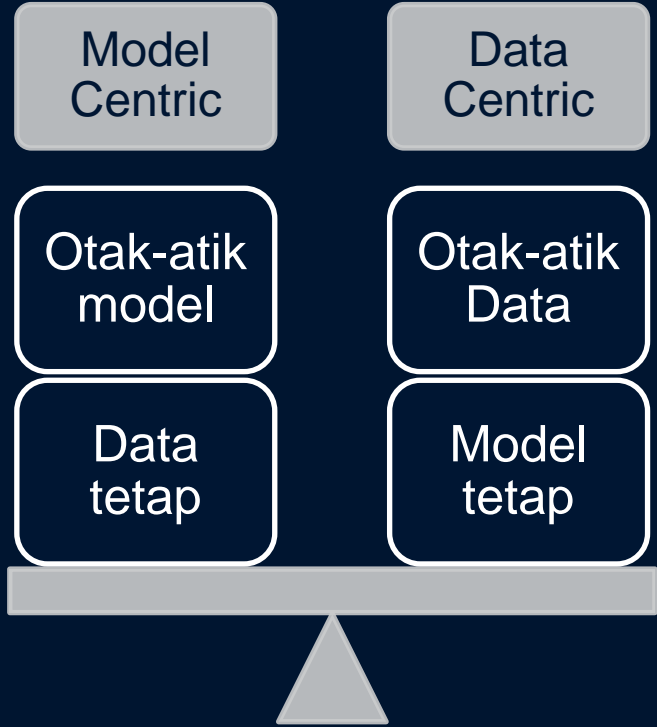 Model
Centric
Data
Centric
Otak-atik
model
Otak-atik
Data
Data
tetap
Model
tetap